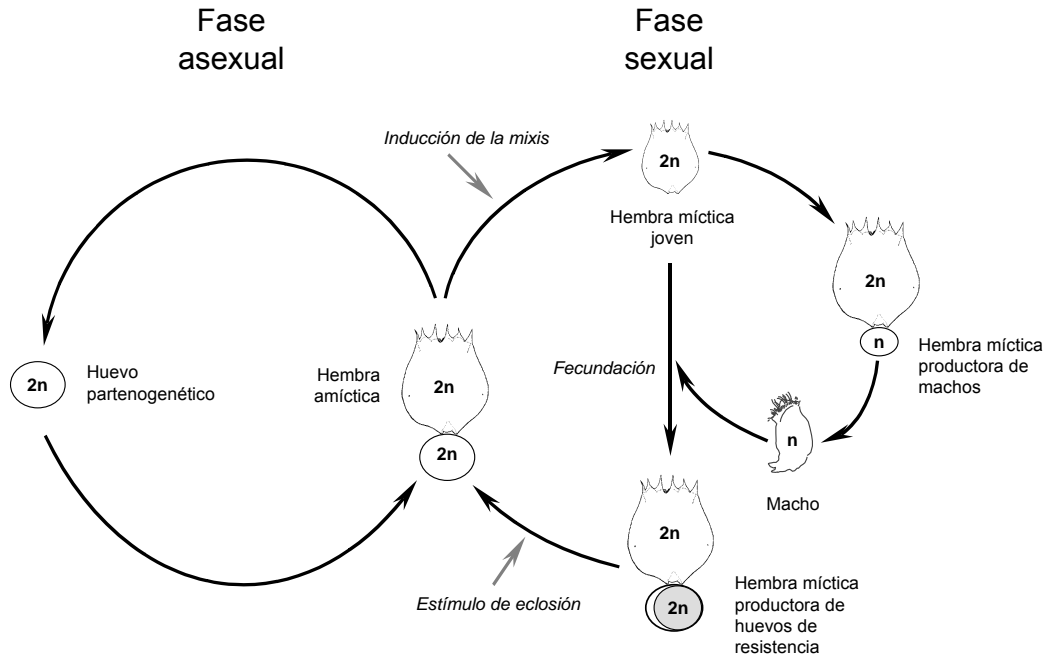 Fase
asexual
Fase
sexual
Inducción de la mixis
2n
Hembra míctica
joven
2n
n
Hembra míctica
productora de
machos
2n
Huevo
partenogenético
Hembra
amíctica
2n
2n
Fecundación
n
Macho
2n
2n
Estímulo de eclosión
Hembra míctica
productora de
huevos de
resistencia